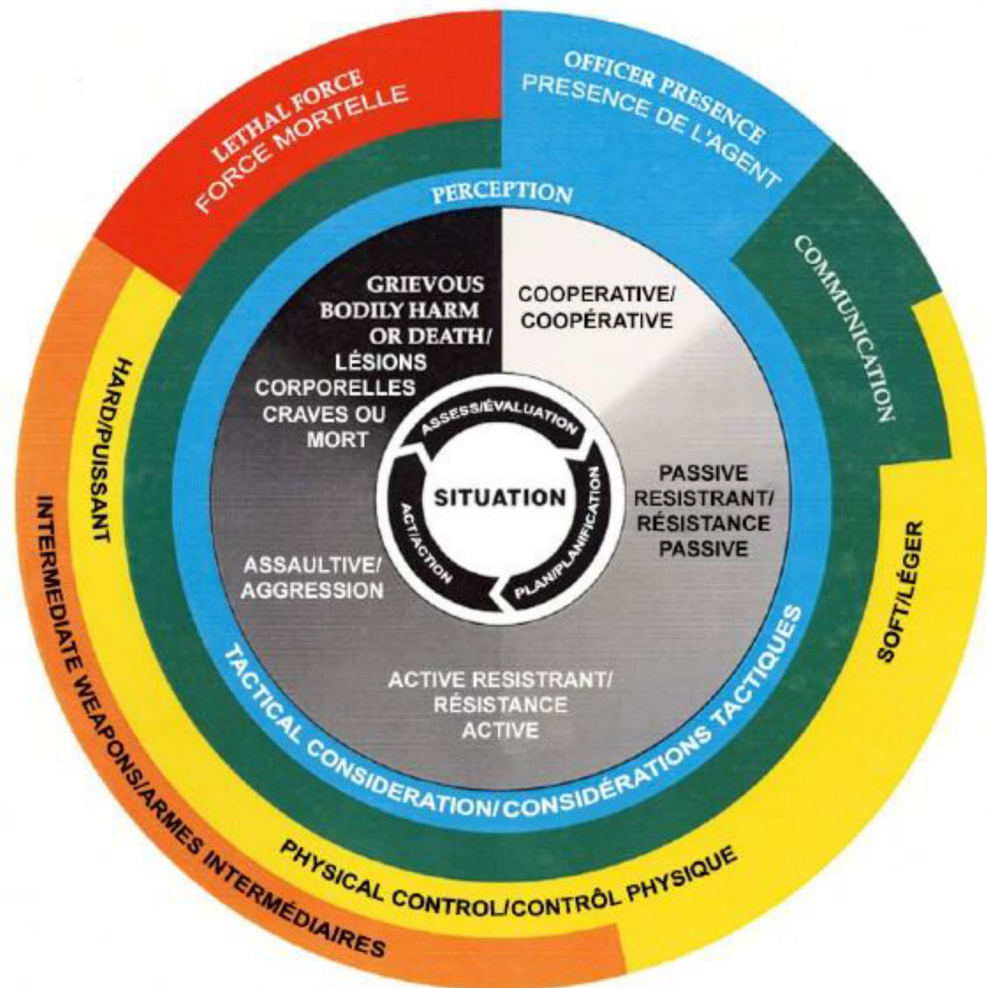 LETHAL FORCE
FORCE MORTELLE
OFFICER PRESENCE
PRESENCE DE L'AGENT
COMMUNICATION
PERCEPTION
GRIEVOUS
BODILY HARM
OR DEATH/
LÉSIONS
CORPORELLES
CRAVES OU
MORT
COOPERATIVE/
COOPÉRATIVE
ASSESS/ÉVALUATION
SITUATION
PLAN/PLANIFICATION
ACT/ACTION
PASSIVE
RESISTRANT/
RÉSISTANCE
PASSIVE
ASSAULTIVE/
AGGRESSION
ACTIVE RESISTRANT/
RÉSISTANCE
ACTIVE
HARD/PUISSANT
SOFT/LÉGER
TACTICAL CONSIDERATION/CONSIDÉRATIONS TACTIQUES
PHYSICAL CONTROL/CONTRÔL PHYSIQUE
INTERMEDIATE WEAPONS/ARMES INTERMÉDIAIRES